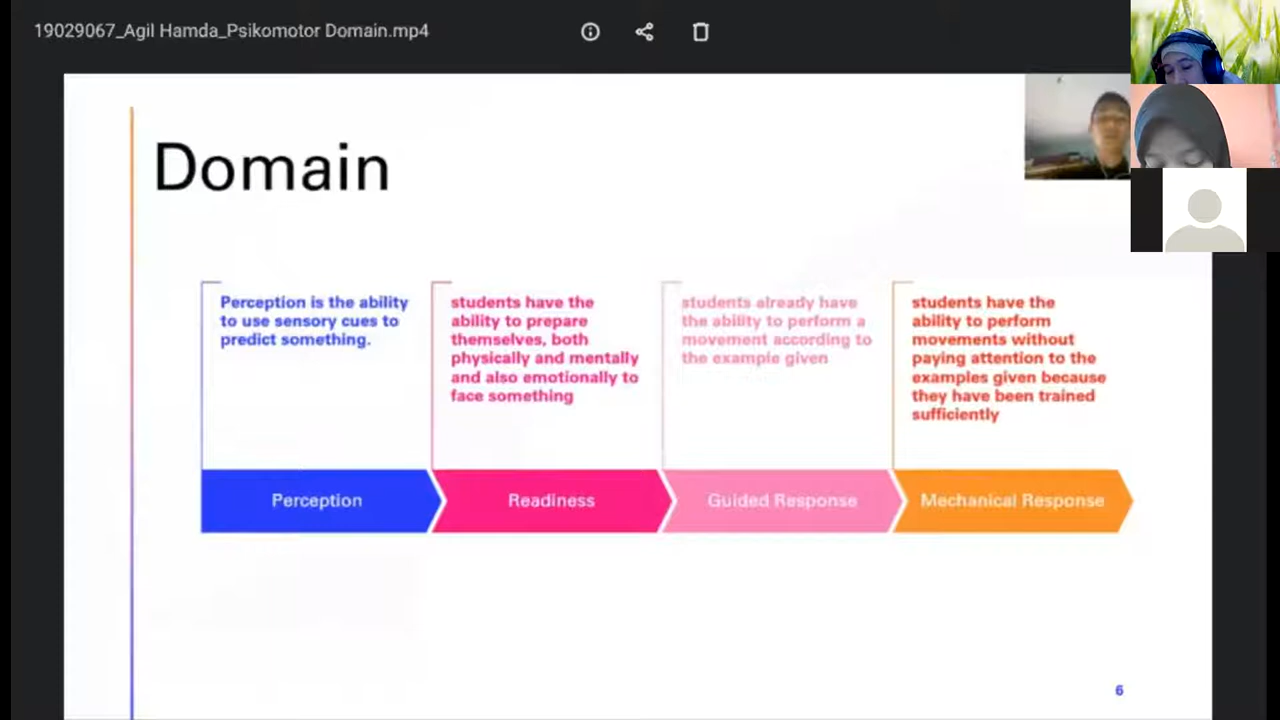 19029067_Agil Hamda_Psikomotor Domain.mp4
Domain
Perception is the ability
to use sensory cues to
predict something.
students have the
ability to prepare
themselves, both
physically and mentally
and also emotionally to
face something
students already have
the ability to perform a
movement according to
the example given
students have the
ability to perform
movements without
paying attention to the
examples given because
they have been trained
sufficiently
Perception
Readiness
Guided Response
Mechanical Response
6